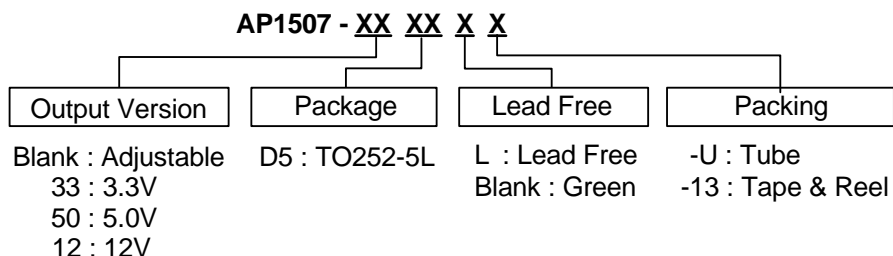 AP1507 - XX XX X X
Output Version
Package
Lead Free
Packing
Blank : Adjustable
33 : 3.3V
50 : 5.0V
12 : 12V
D5 : TO252-5L
L : Lead Free
Blank : Green
-U : Tube
-13 : Tape & Reel